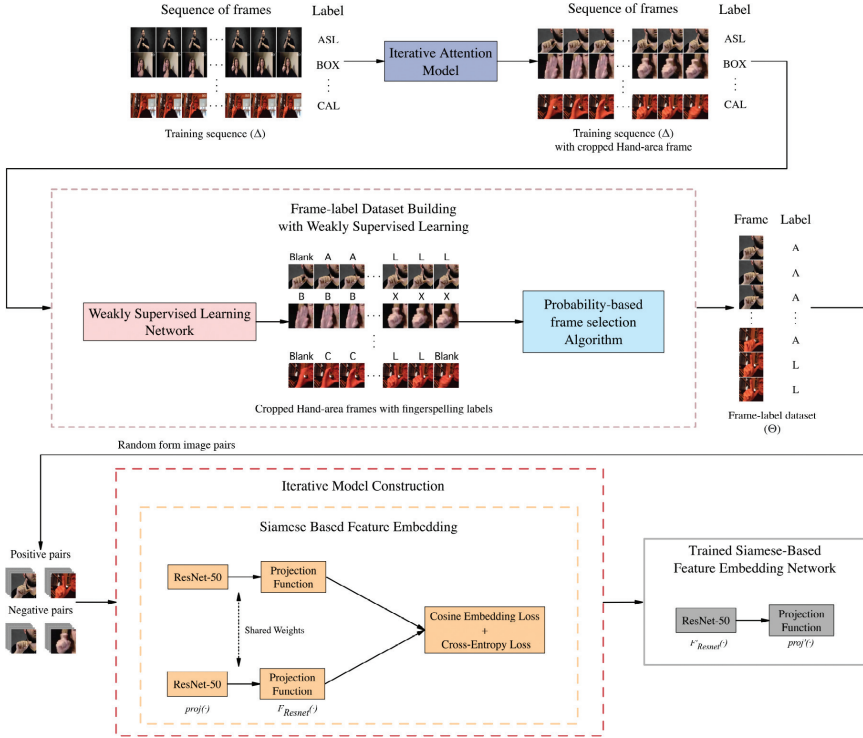 Sequence of frames
Label
ASL
BOX
CAL
Training sequence (Δ)
Iterative Attention
Model
Sequence of frames
Label
ASL
BOX
CAL
Training sequence (Δ)
with cropped Hand-area frame
Frame-label Dataset Building
with Weakly Supervised Learning
Weakly Supervised Learning
Network
Blank A A L L L
B B B X X X
Blank C C L L Blank
Cropped Hand-area frames with fingerspelling labels
Probability-based
frame selection
Algorithm
Frame
Label
A
A
A
A
L
L
Frame-label dataset
(Θ)
Random form image pairs
Positive pairs
Negative pairs
Iterative Model Construction
Siamese Based Feature Embedding
ResNet-50
Projection
Function
Shared Weights
Cosine Embedding Loss
+
Cross-Entropy Loss
ResNet-50
Projection
Function
proj(·)
F_Resnet(·)
Trained Siamese-Based
Feature Embedding Network
ResNet-50
Projection
Function
F'_Resnet(·)
proj'(·)